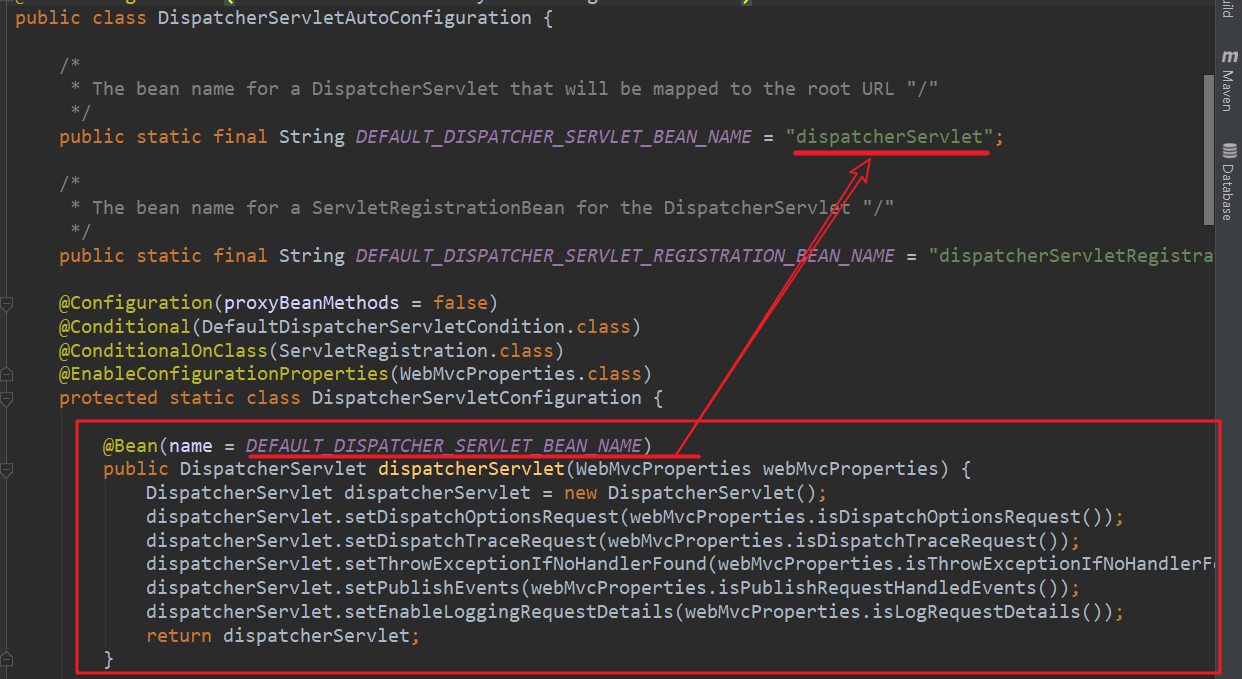 public class DispatcherServletAutoConfiguration {
/*
* The bean name for a DispatcherServlet that will be mapped to the root URL "/"
*/
public static final String DEFAULT_DISPATCHER_SERVLET_BEAN_NAME = "dispatcherServlet";
/*
* The bean name for a ServletRegistrationBean for the DispatcherServlet "/"
*/
public static final String DEFAULT_DISPATCHER_SERVLET_REGISTRATION_BEAN_NAME = "dispatcherServletRegistra
@Configuration(proxyBeanMethods = false)
@Conditional(DefaultDispatcherServletCondition.class)
@ConditionalOnClass(ServletRegistration.class)
@EnableConfigurationProperties(WebMvcProperties.class)
protected static class DispatcherServletConfiguration {
@Bean(name = DEFAULT_DISPATCHER_SERVLET_BEAN_NAME)
public DispatcherServlet dispatcherServlet(WebMvcProperties webMvcProperties) {
DispatcherServlet dispatcherServlet = new DispatcherServlet();
dispatcherServlet.setDispatchOptionsRequest(webMvcProperties.isDispatchOptionsRequest());
dispatcherServlet.setDispatchTraceRequest(webMvcProperties.isDispatchTraceRequest());
dispatcherServlet.setThrowExceptionIfNoHandlerFound(webMvcProperties.isThrowExceptionIfNoHandlerF
dispatcherServlet.setPublishEvents(webMvcProperties.isPublishRequestHandledEvents());
dispatcherServlet.setEnableLoggingRequestDetails(webMvcProperties.isLogRequestDetails());
return dispatcherServlet;
}
uild
m Maven
Database